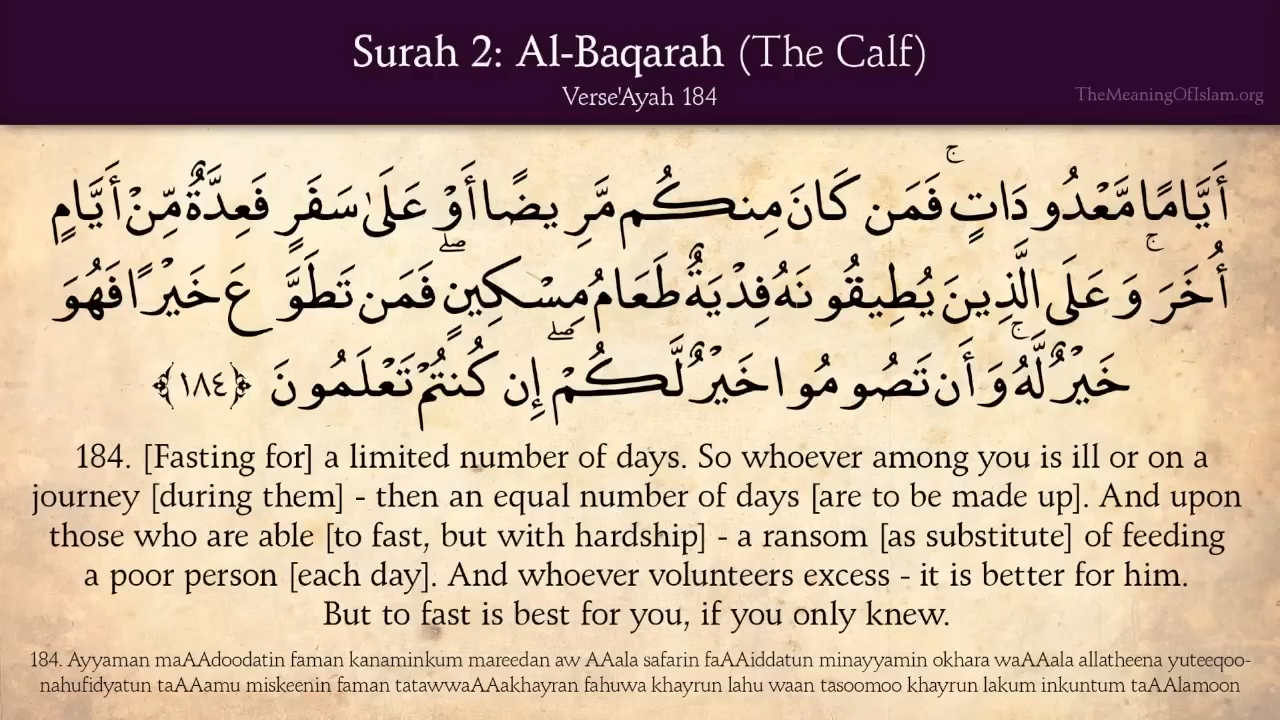 Surah 2: Al-Baqarah (The Calf)
Verse'Ayah 184
TheMeaningOfIslam.org
أَيَّامًا مَّعْدُودَاتٍ ۚ فَمَن كَانَ مِنكُم مَّرِيضًا أَوْ عَلَىٰ سَفَرٍ فَعِدَّةٌ مِّنْ أَيَّامٍ
أُخَرَ ۚ وَعَلَى الَّذِينَ يُطِيقُونَهُ فِدْيَةٌ طَعَامُ مِسْكِينٍ ۖ فَمَن تَطَوَّعَ خَيْرًا فَهُوَ
خَيْرٌ لَّهُ ۚ وَأَن تَصُومُوا خَيْرٌ لَّكُمْ ۖ إِن كُنتُمْ تَعْلَمُونَ ﴿١٨٤﴾
184. [Fasting for] a limited number of days. So whoever among you is ill or on a
journey [during them] - then an equal number of days [are to be made up]. And upon
those who are able [to fast, but with hardship] - a ransom [as substitute] of feeding
a poor person [each day]. And whoever volunteers excess - it is better for him.
But to fast is best for you, if you only knew.
184. Ayyaman maAAdoodatin faman kanaminkum mareedan aw AAala safarin faAAiddatun minayyamin okhara waAAala allatheena yuteeqoo-
nahufidyatun taAAamu miskeenin faman tatawwaAAakhayran fahuwa khayrun lahu waan tasoomoo khayrun lakum inkuntum taAAlamoon